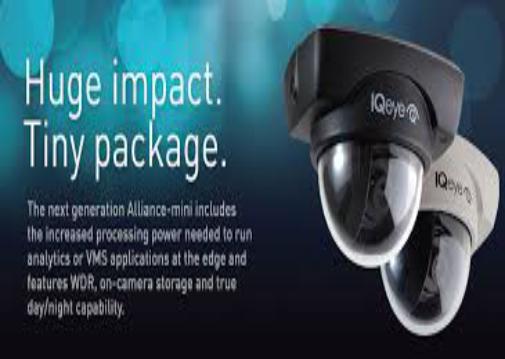 Huge impact.
Tiny package.
The next generation Alliance-mini includes
the increased processing power needed to run
analytics or VMS applications at the edge and
features WDR, on-camera storage and true
day/night capability.
IQeye
IQeye